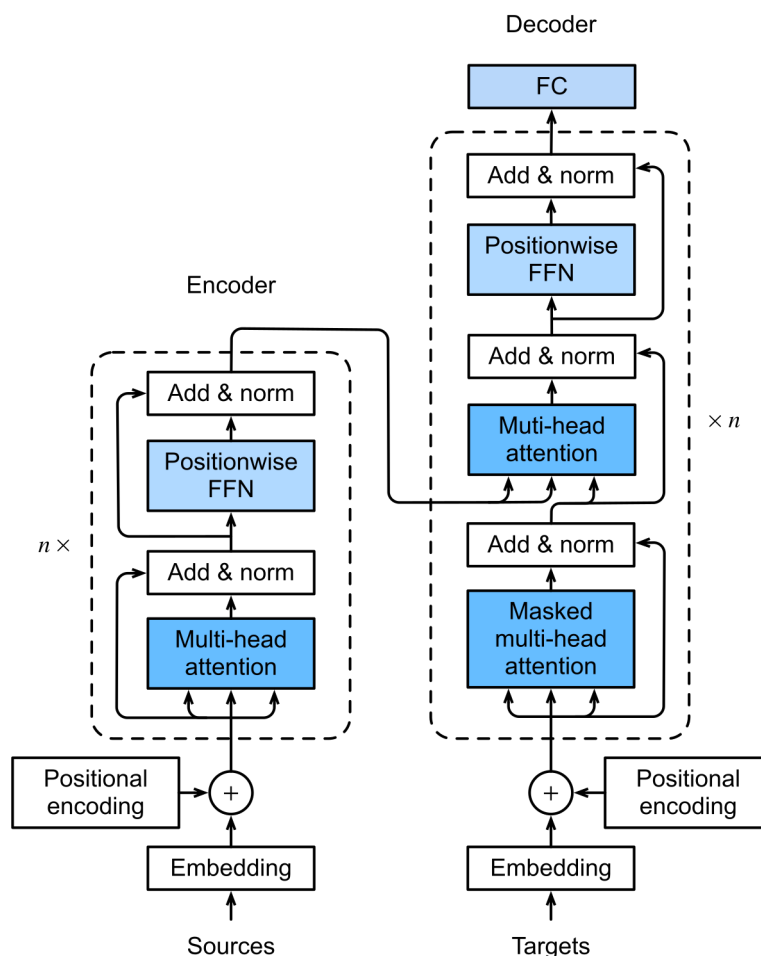 Decoder
FC
Add & norm
Positionwise
FFN
Add & norm
Muti-head
attention
× n
Add & norm
Masked
multi-head
attention
Positional
encoding
+
Embedding
Targets
Encoder
Add & norm
Positionwise
FFN
n ×
Add & norm
Multi-head
attention
Positional
encoding
+
Embedding
Sources